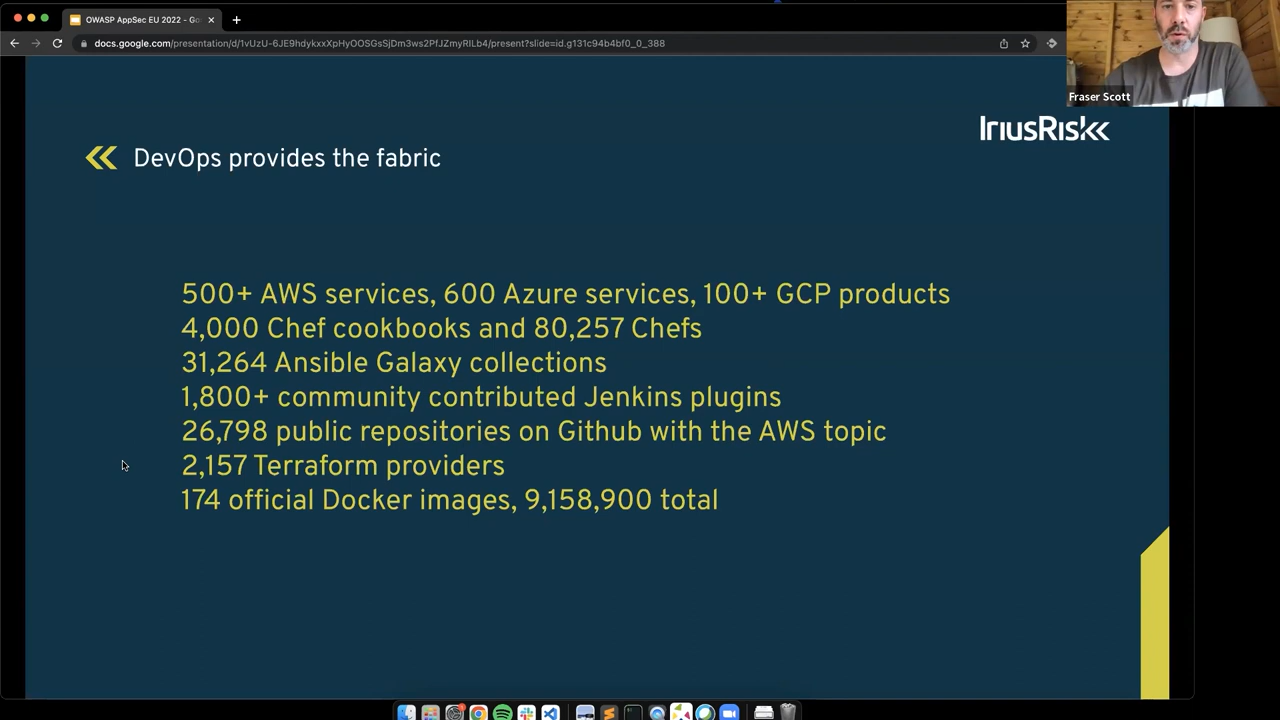 OWASP AppSec EU 2022 - Go
docs.google.com/presentation/d/1vUzU-6JE9hdykxxXpHyOOSGsSjDm3ws2PfJZmyRILb4/present?slide=id.g131c94b4bf0_0_388
Fraser Scott
IriusRisk
DevOps provides the fabric
500+ AWS services, 600 Azure services, 100+ GCP products
4,000 Chef cookbooks and 80,257 Chefs
31,264 Ansible Galaxy collections
1,800+ community contributed Jenkins plugins
26,798 public repositories on Github with the AWS topic
2,157 Terraform providers
174 official Docker images, 9,158,900 total